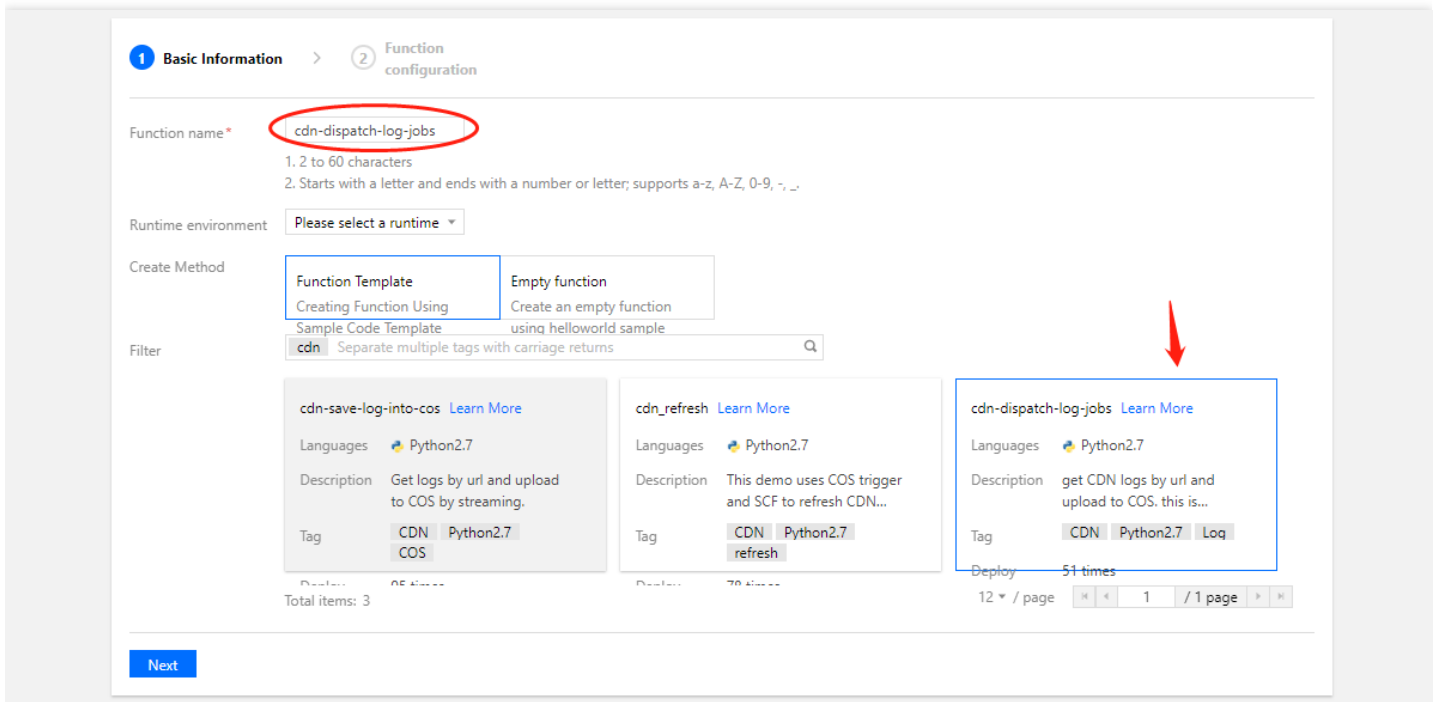 1 Basic Information > 2 Function
configuration
Function name* cdn-dispatch-log-jobs
1. 2 to 60 characters
2. Starts with a letter and ends with a number or letter; supports a-z, A-Z, 0-9, -, _.
Runtime environment Please select a runtime
Create Method
Function Template Empty function
Creating Function Using Create an empty function
Sample Code Template using helloworld sample
Filter cdn Separate multiple tags with carriage returns
cdn-save-log-into-cos Learn More
Languages Python2.7
Description Get logs by url and upload
to COS by streaming.
Tag CDN Python2.7
COS
Deploy 95 times
cdn_refresh Learn More
Languages Python2.7
Description This demo uses COS trigger
and SCF to refresh CDN...
Tag CDN Python2.7
refresh
Deploy 78 times
cdn-dispatch-log-jobs Learn More
Languages Python2.7
Description get CDN logs by url and
upload to COS. this is...
Tag CDN Python2.7 Log
Deploy 51 times
Total items: 3 12 / page 1 / 1 page
Next